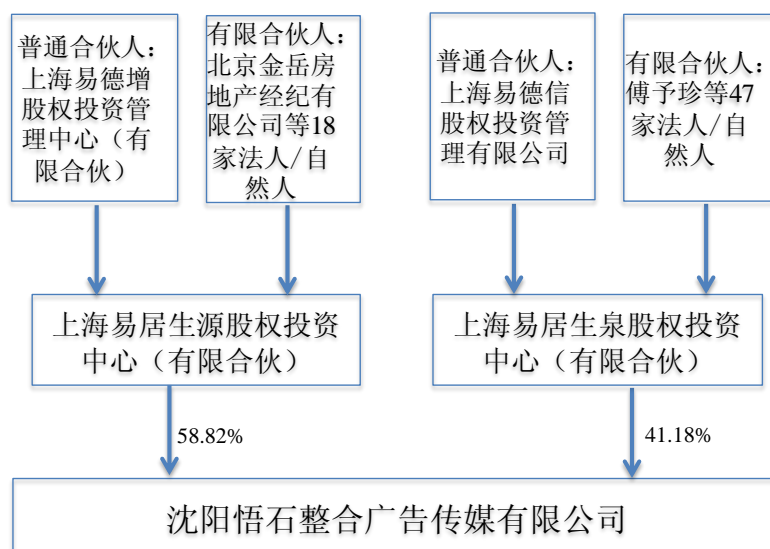 普通合伙人：
上海易德增
股权投资管
理中心（有
限合伙）
有限合伙人：
北京金岳房
地产经纪有
限公司等18
家法人/自
然人
普通合伙人：
上海易德信
股权投资管
理有限公司
有限合伙人：
傅予珍等47
家法人/自然
人
上海易居生源股权投资
中心（有限合伙）
上海易居生泉股权投资
中心（有限合伙）
58.82%
41.18%
沈阳悟石整合广告传媒有限公司